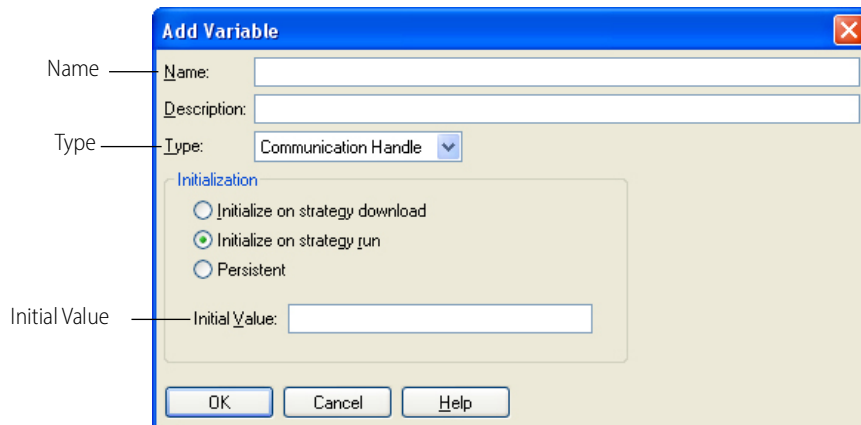 Add Variable
Name Name:
Description:
Type Type: Communication Handle
Initialization
Initialize on strategy download
Initialize on strategy run
Persistent
Initial Value Initial Value:
OK Cancel Help